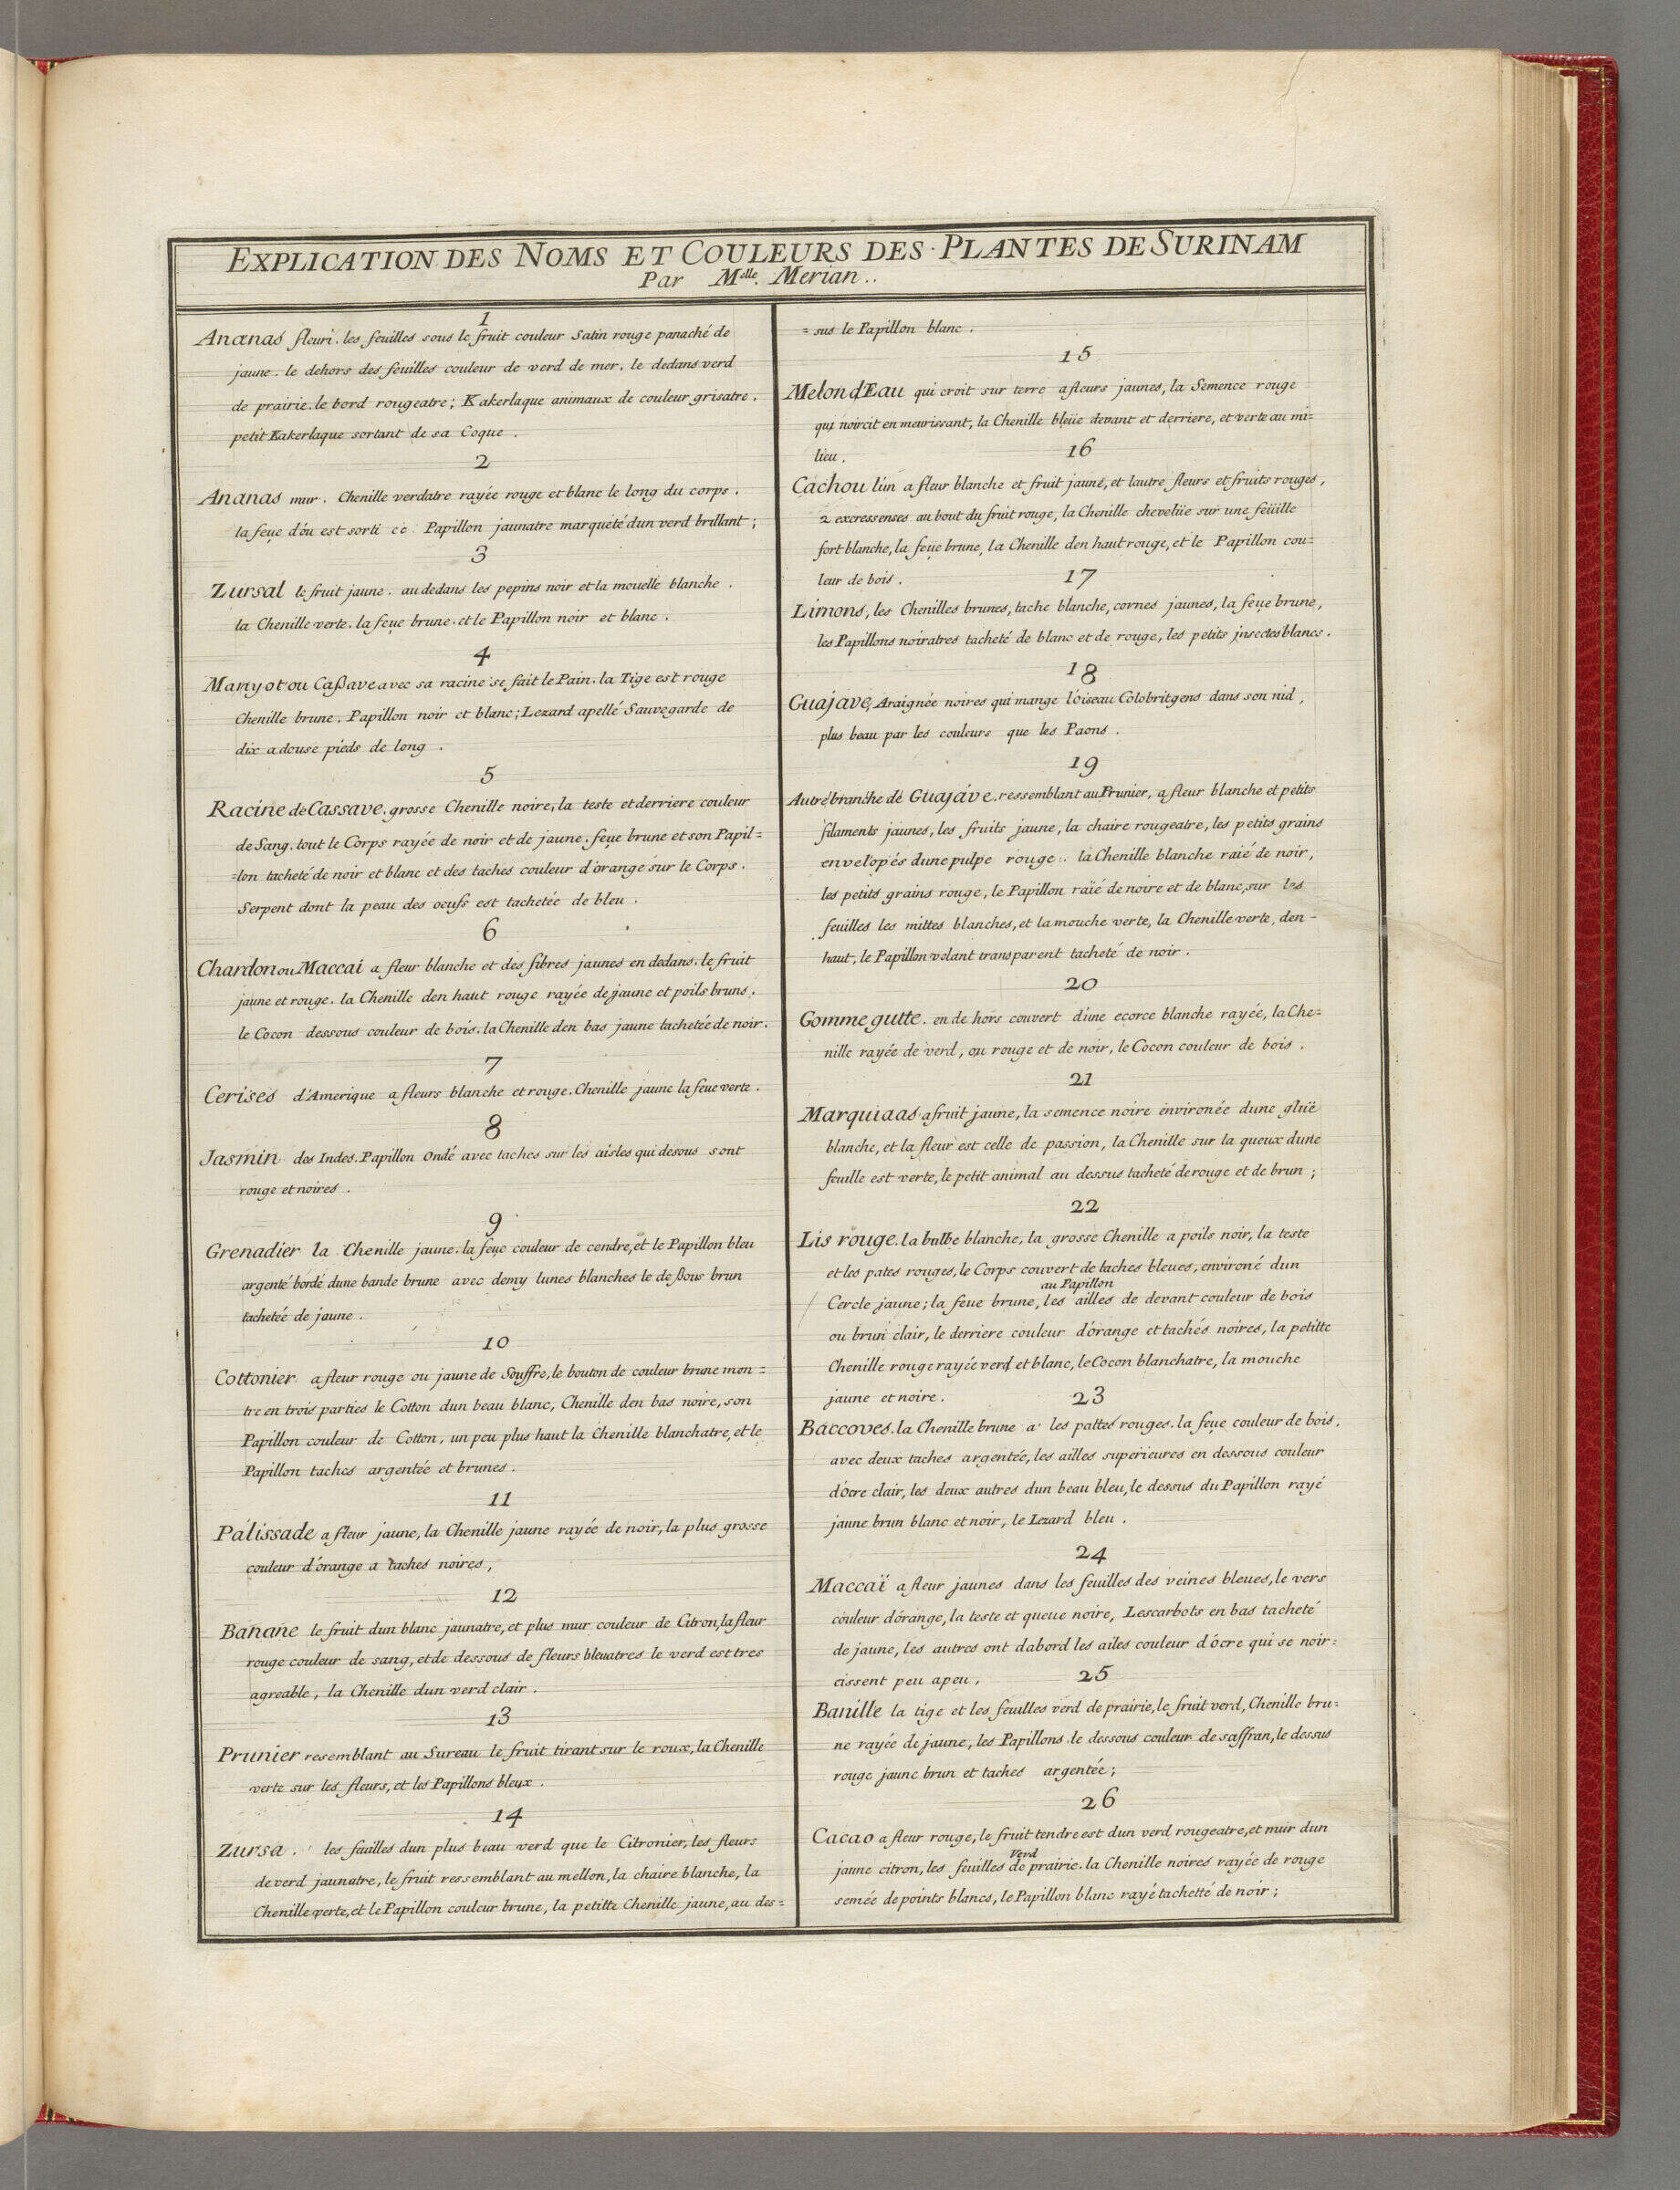 EXPLICATION DES NOMS ET COULEURS DES PLANTES DE SURINAM
Par Melle. Merian..
1
Ananas fleuri. les feuilles sous le fruit couleur Satin rouge panaché de
jaune. le dehors des feuilles couleur de verd de mer. le dedans verd
de prairie. le bord rougeatre; Kakerlaque animaux de couleur grisatre.
petit Kakerlaque sortant de sa Coque.
2
Ananas mur. Chenille verdatre rayée rouge et blanc le long du corps.
la feue d'óu est sorti ce Papillon jaunatre marqueté dun verd brillant;
3
Zursal le fruit jaune. au dedans les pepins noir et la mouelle blanche.
la Chenille verte. la feue brune. et le Papillon noir et blanc.
4
Manyot ou Caßave avec sa racine se fait le Pain. la Tige est rouge
Chenille brune. Papillon noir et blanc; Lezard apellé Sauvegarde de
dix a douse pieds de long.
5
Racine de Cassave. grosse Chenille noire, la teste et derriere couleur
de Sang. tout le Corps rayée de noir et de jaune. feue brune et son Papil=
=lon tacheté de noir et blanc et des taches couleur d'orange sur le Corps.
Serpent dont la peau des oeufs est tachetée de bleu.
6
Chardon ou Maccai a fleur blanche et des fibres jaunes en dedans. le fruit
jaune et rouge. la Chenille den haut rouge rayée de jaune et poils bruns.
le Cocon dessous couleur de bois. la Chenille den bas jaune tachetée de noir.
7
Cerises d'Amerique a fleurs blanche et rouge. Chenille jaune la feue verte.
8
Jasmin des Indes. Papillon Ondé avec taches sur les aisles qui desous sont
rouge et noires.
9
Grenadier la Chenille jaune. la feue couleur de cendre, et le Papillon bleu
argenté bordé dune bande brune avec demy lunes blanches le deßous brun
tachetée de jaune.
10
Cottonier a fleur rouge ou jaune de Souffre, le bouton de couleur brune mon=
tre en trois parties le Cotton dun beau blanc, Chenille den bas noire, son
Papillon couleur de Cotton, un peu plus haut la Chenille blanchatre, et le
Papillon taches argentée et brunes.
11
Palissade a fleur jaune, la Chenille jaune rayée de noir, la plus grosse
couleur d'órange a taches noires,
12
Banane le fruit dun blanc jaunatre, et plus mur couleur de Citron, la fleur
rouge couleur de sang, et de dessous de fleurs bleuatres le verd est tres
agreable, la Chenille dun verd clair.
13
Prunier resemblant au Sureau le fruit tirant sur le roux, la Chenille
verte sur les fleurs, et les Papillons bleux.
14
Zursa. les feuilles dun plus beau verd que le Citronier, les fleurs
de verd jaunatre, le fruit ressemblant au mellon, la chaire blanche, la
Chenille verte, et le Papillon couleur brune, la petitte Chenille jaune, au des=
=sus le Papillon blanc.
15
Melon d'Eau qui croit sur terre a fleurs jaunes, la Semence rouge
qui noircit en meurissant, la Chenille bleüe devant et derriere, et verte au mi=
lieu.
16
Cachou l'un a fleur blanche et fruit jaune, et lautre fleurs et fruits rouges,
2 excressenses au bout du fruit rouge, la Chenille chevelüe sur une feüille
fort blanche, la feue brune, la Chenille den haut rouge, et le Papillon cou=
leur de bois.
17
Limons, les Chenilles brunes, tache blanche, cornes jaunes, la feue brune,
les Papillons noiratres tacheté de blanc et de rouge, les petits jnsectes blancs.
18
Guajave, Araignée noires qui mange l'oiseau Colobritgens dans son nid,
plus beau par les couleurs que les Paons.
19
Autre branche de Guajave. ressemblant au Prunier, a fleur blanche et petits
filaments jaunes, les fruits jaune, la chaire rougeatre, les petits grains
envelopés dune pulpe rouge. la Chenille blanche raié de noir,
les petits grains rouge, le Papillon raïé de noire et de blanc, sur les
feuilles les mittes blanches, et la mouche verte, la Chenille verte, den-
haut, le Papillon volant transparent tacheté de noir.
20
Gomme gutte. en de hors couvert d'une ecorce blanche rayée, la Che=
nille rayée de verd, ou rouge et de noir, le Cocon couleur de bois.
21
Marquiaas a fruit jaune, la semence noire environée dune gluë
blanche, et la fleur est celle de passion, la Chenille sur la queux dune
feuille est verte, le petit animal au dessus tacheté de rouge et de brun;
22
Lis rouge. la bulbe blanche, la grosse Chenille a poils noir, la teste
et les pates rouges, le Corps couvert de taches bleues, environé dun
au Papillon
Cercle jaune; la feue brune, les ailles de devant couleur de bois
ou brun clair, le derriere couleur d'órange et tachés noires, la petitte
Chenille rouge rayée verd et blanc, le Cocon blanchatre, la mouche
jaune et noire.
23
Baccoves. la Chenille brune a les pattes rouges. la feue couleur de bois.
avec deux taches argentée, les ailles superieures en dessous couleur
d'ócre clair, les deux autres dun beau bleu, le dessus du Papillon rayé
jaune brun blanc et noir, le Lezard bleu.
24
Maccaï a fleur jaunes dans les feuilles des veines bleues, le vers
couleur d'órange, la teste et queue noire, Lescarbots en bas tacheté
de jaune, les autres ont dabord les ailes couleur d'ócre qui se noir=
cissent peu a peu.
25
Banille la tige et les feuilles verd de prairie, le fruit verd, Chenille bru=
ne rayée de jaune, les Papillons le dessous couleur de saffran, le dessus
rouge jaune brun et taches argentée;
26
Cacao a fleur rouge, le fruit tendre est dun verd rougeatre, et mur dun
Verd
jaune citron, les feuilles de prairie. la Chenille noires rayée de rouge
semée de points blancs, le Papillon blanc rayé tachetté de noir;